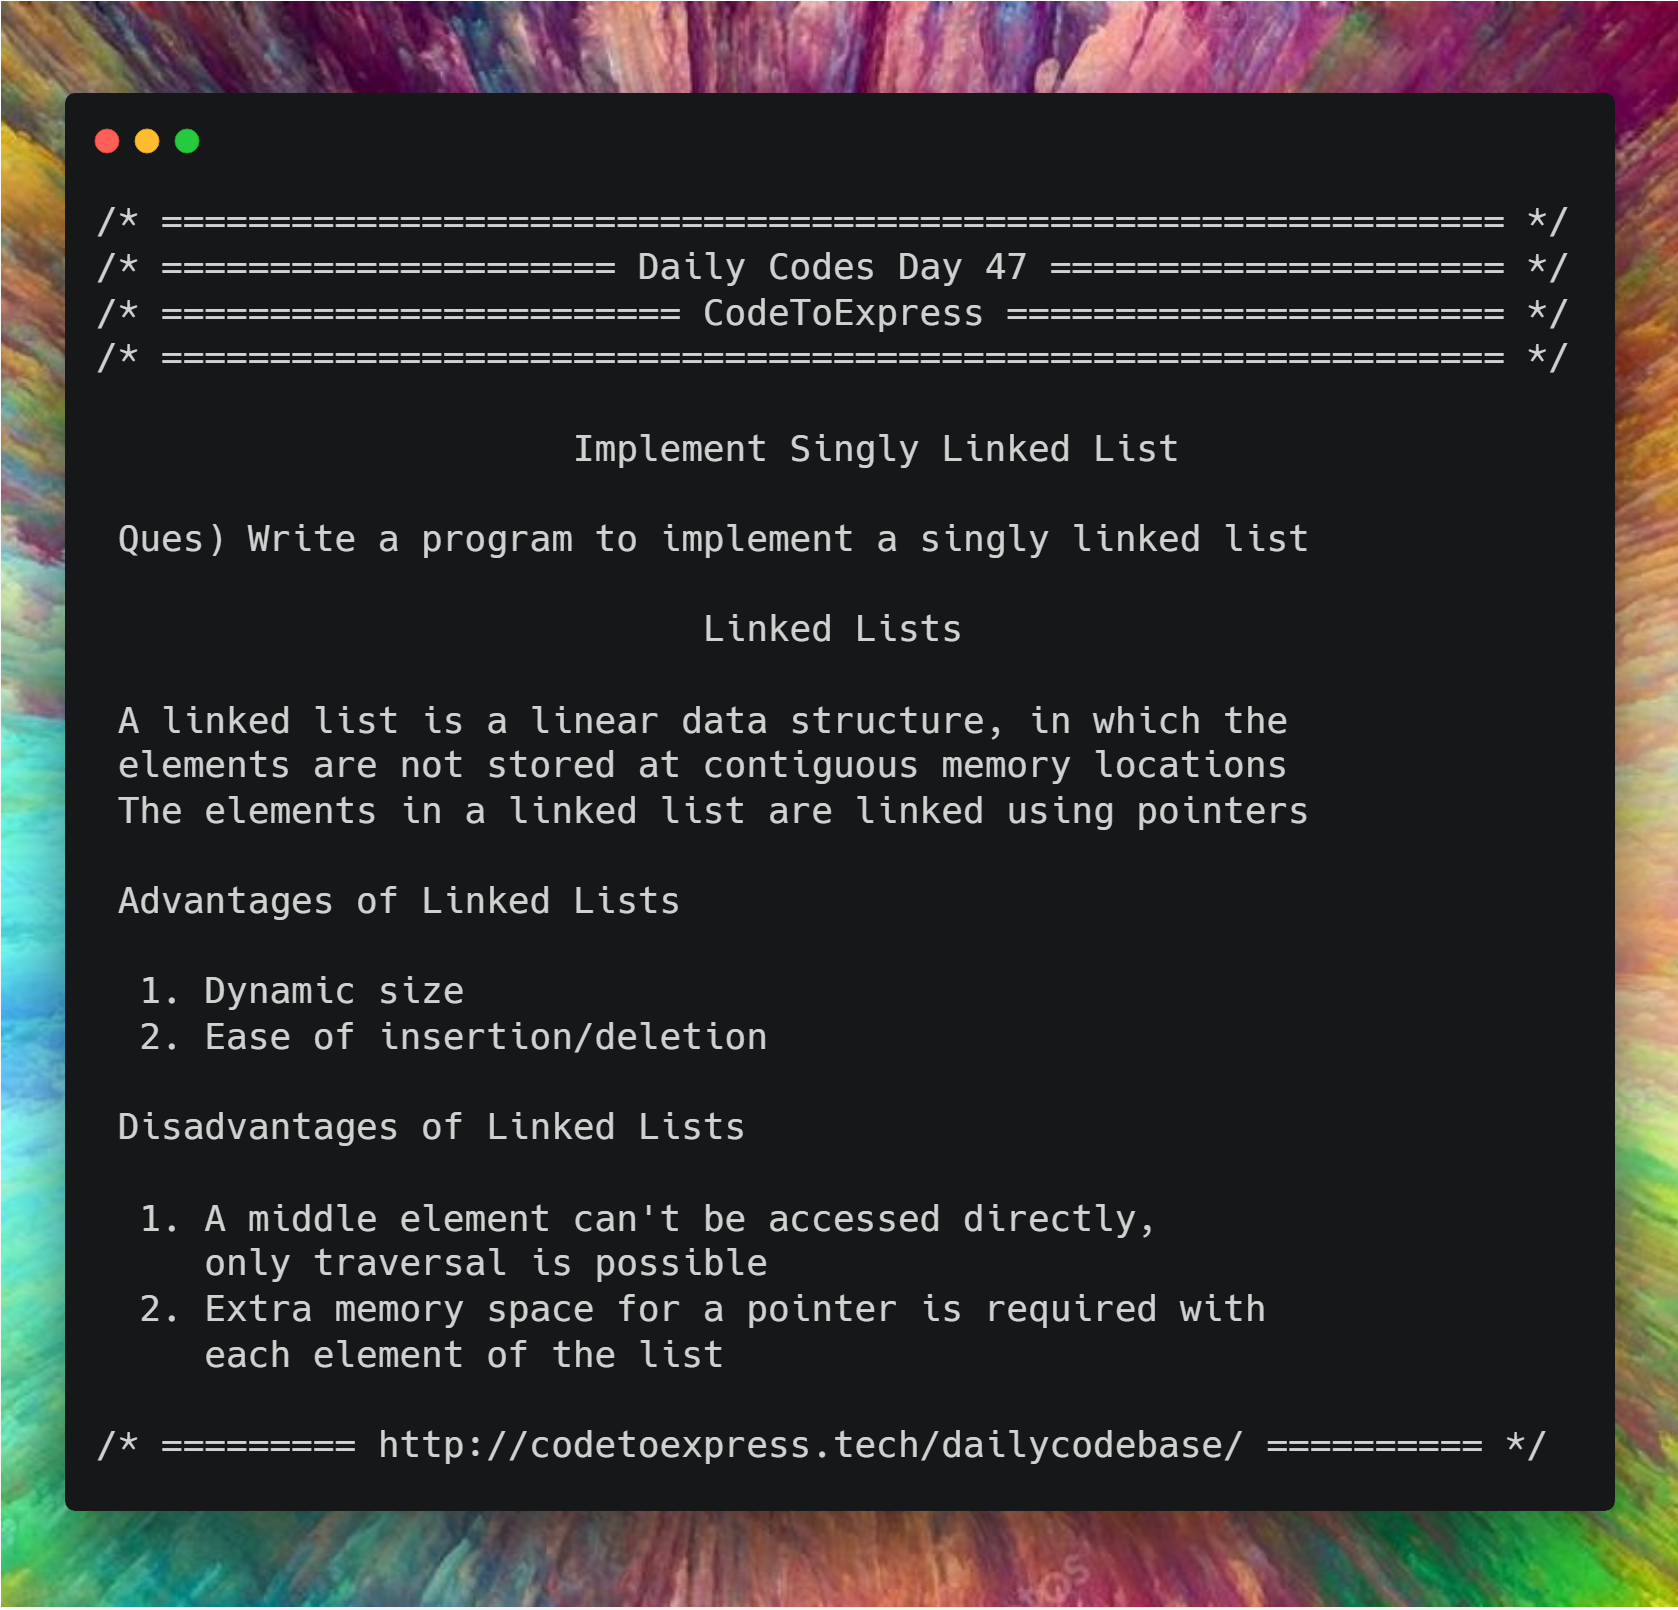 /* ============================================================== */
/* ===================== Daily Codes Day 47 ===================== */
/* ======================== CodeToExpress ======================= */
/* ============================================================== */
Implement Singly Linked List
Ques) Write a program to implement a singly linked list
Linked Lists
A linked list is a linear data structure, in which the
elements are not stored at contiguous memory locations
The elements in a linked list are linked using pointers
Advantages of Linked Lists
1. Dynamic size
2. Ease of insertion/deletion
Disadvantages of Linked Lists
1. A middle element can't be accessed directly,
only traversal is possible
2. Extra memory space for a pointer is required with
each element of the list
/* ========= http://codetoexpress.tech/dailycodebase/ ========== */